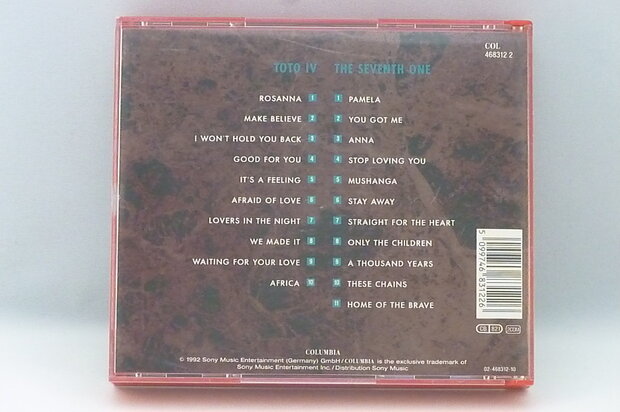 COL
468312 2
TOTO IV THE SEVENTH ONE
ROSANNA 1 1 PAMELA
MAKE BELIEVE 2 2 YOU GOT ME
I WON'T HOLD YOU BACK 3 3 ANNA
GOOD FOR YOU 4 4 STOP LOVING YOU
IT'S A FEELING 5 5 MUSHANGA
AFRAID OF LOVE 6 6 STAY AWAY
LOVERS IN THE NIGHT 7 7 STRAIGHT FOR THE HEART
WE MADE IT 8 8 ONLY THE CHILDREN
WAITING FOR YOUR LOVE 9 9 A THOUSAND YEARS
AFRICA 10 10 THESE CHAINS
11 HOME OF THE BRAVE
5 099746 831226
CB 821
COLUMBIA
© 1992 Sony Music Entertainment (Germany) GmbH/COLUMBIA is the exclusive trademark of
Sony Music Entertainment Inc./Distribution Sony Music
02-468312-10